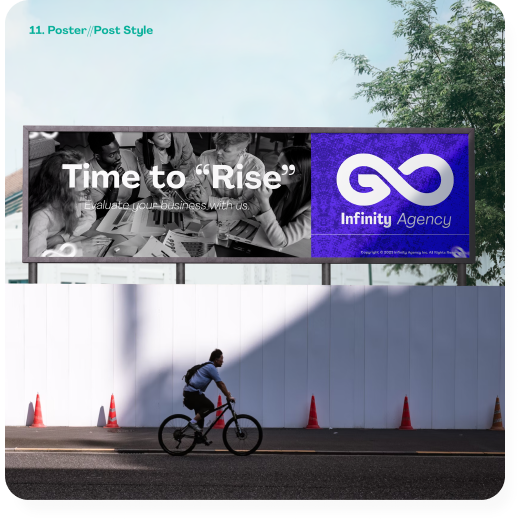 11. Poster//Post Style
Time to “Rise”
Evaluate your business with us.
Infinity Agency
Copyright © 2023 Infinity Agency Inc. All Rights